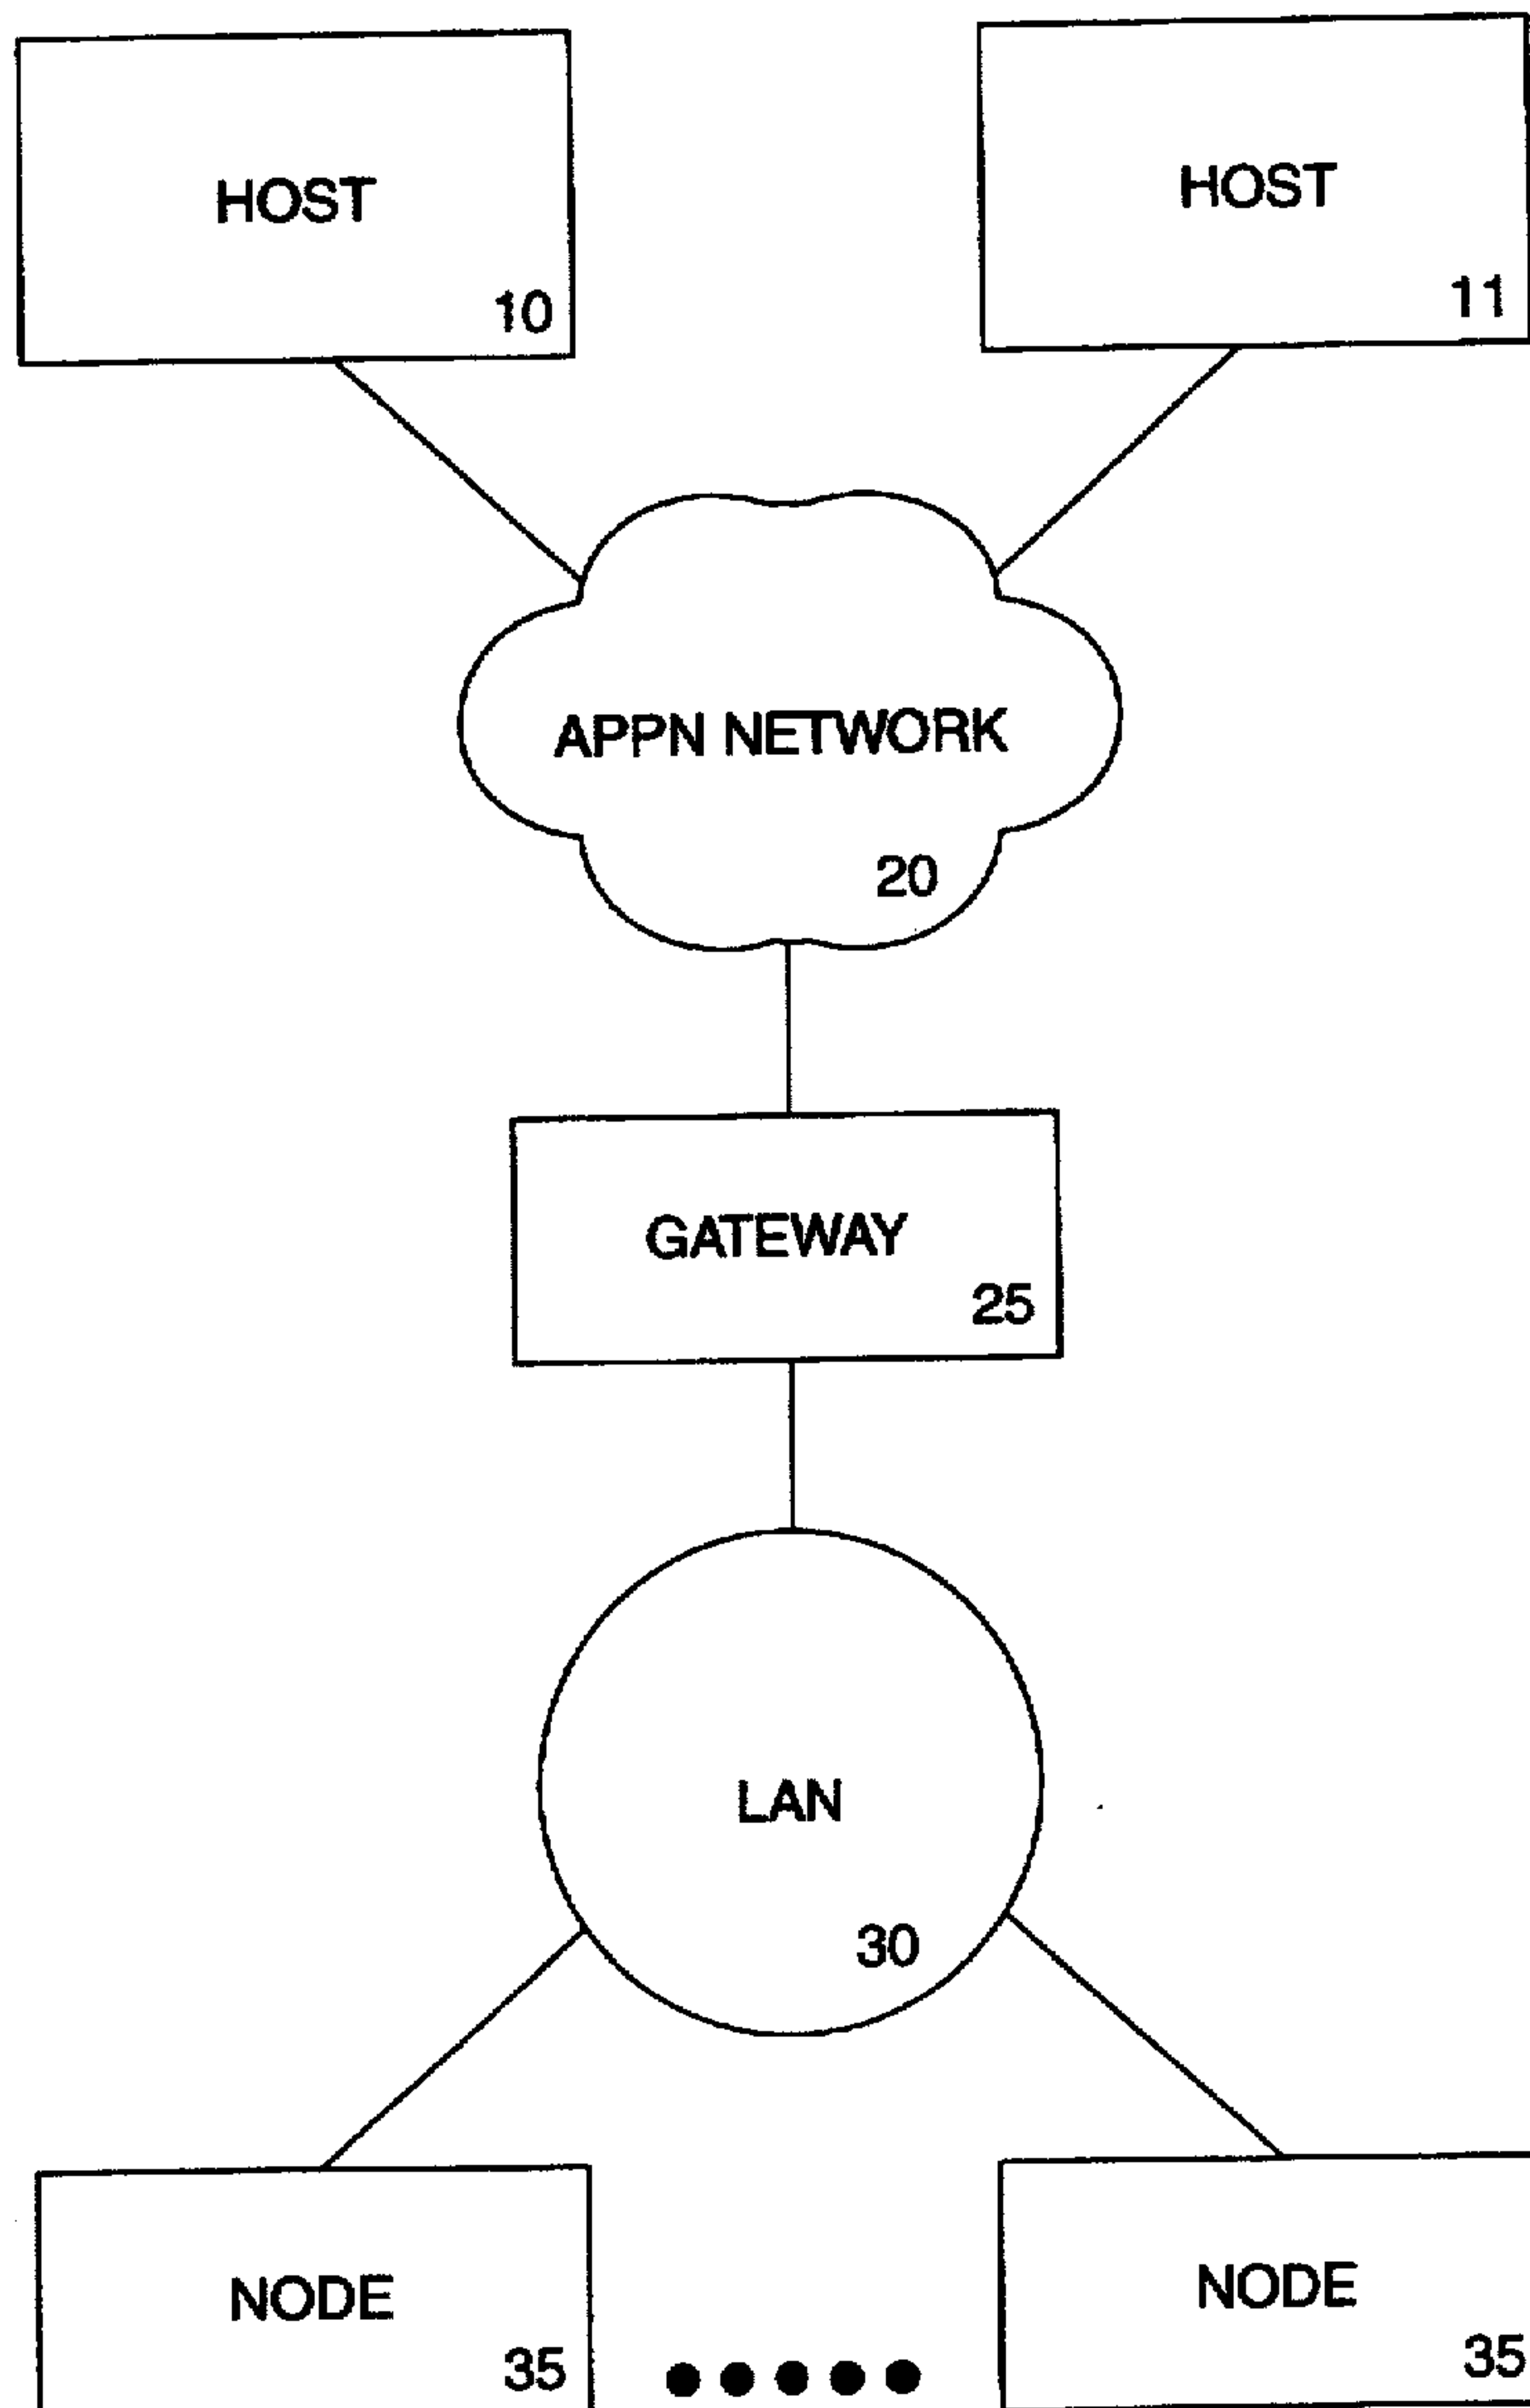 HOST
10
HOST
11
APPN NETWORK
20
GATEWAY
25
LAN
30
NODE
35
NODE
35